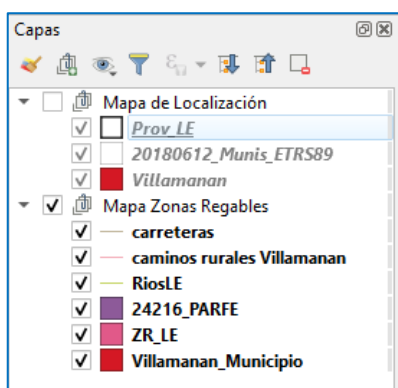 Capas
Mapa de Localización
Prov_LE
20180612_Munis_ETRS89
Villamanan
Mapa Zonas Regables
carreteras
caminos rurales Villamanan
RiosLE
24216_PARFE
ZR_LE
Villamanan_Municipio